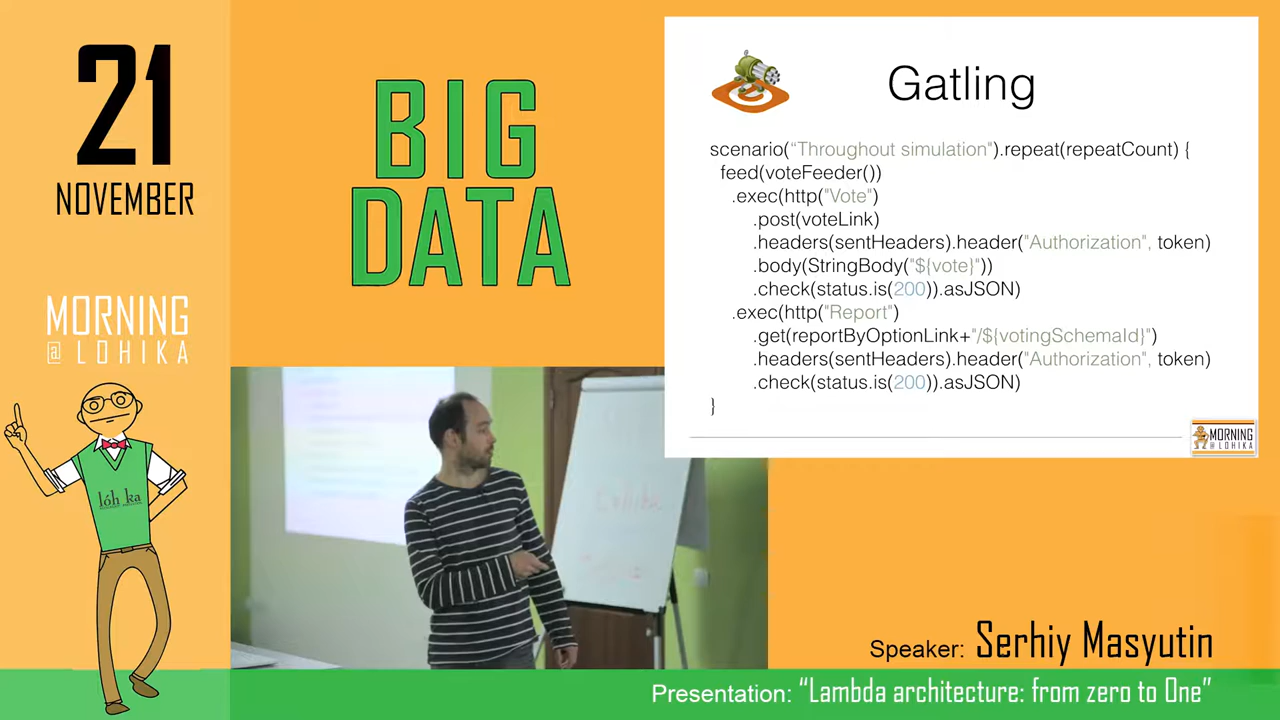 21
NOVEMBER
MORNING
@ LOHIKA
lóh ka
BIG
DATA
Gatling
scenario(“Throughout simulation").repeat(repeatCount) {
feed(voteFeeder())
.exec(http("Vote")
.post(voteLink)
.headers(sentHeaders).header("Authorization", token)
.body(StringBody("${vote}"))
.check(status.is(200)).asJSON)
.exec(http("Report")
.get(reportByOptionLink+"/${votingSchemaId}")
.headers(sentHeaders).header("Authorization", token)
.check(status.is(200)).asJSON)
}
MORNING
@ LOHIKA
Lohika
Speaker: Serhiy Masyutin
Presentation: “Lambda architecture: from zero to One”